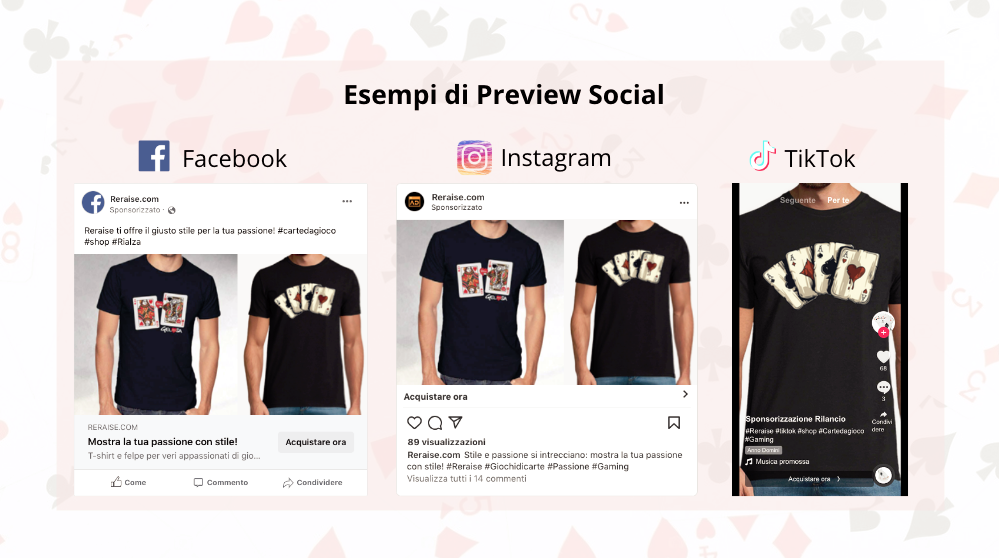 Esempi di Preview Social
Facebook
Instagram
TikTok
Reraise.com
Sponsorizzato ·
Reraise ti offre il giusto stile per la tua passione! #cartedagioco
#shop #Rialza
RERAISE.COM
Mostra la tua passione con stile!
T-shirt e felpe per veri appassionati di gio...
Acquistare ora
Come
Commento
Condividere
Reraise.com
Sponsorizzato
Acquistare ora
89 visualizzazioni
Reraise.com Stile e passione si intrecciano: mostra la tua passione
con stile! #Reraise #Giochidicarte #Passione #Gaming
Visualizza tutti i 14 commenti
Seguente Per te
68
3
Condivi
dere
Sponsorizzazione Rilancio
#Reraise #tiktok #shop #Cartedagioco
#Gaming
Anno Domini
Musica promossa
Acquistare ora